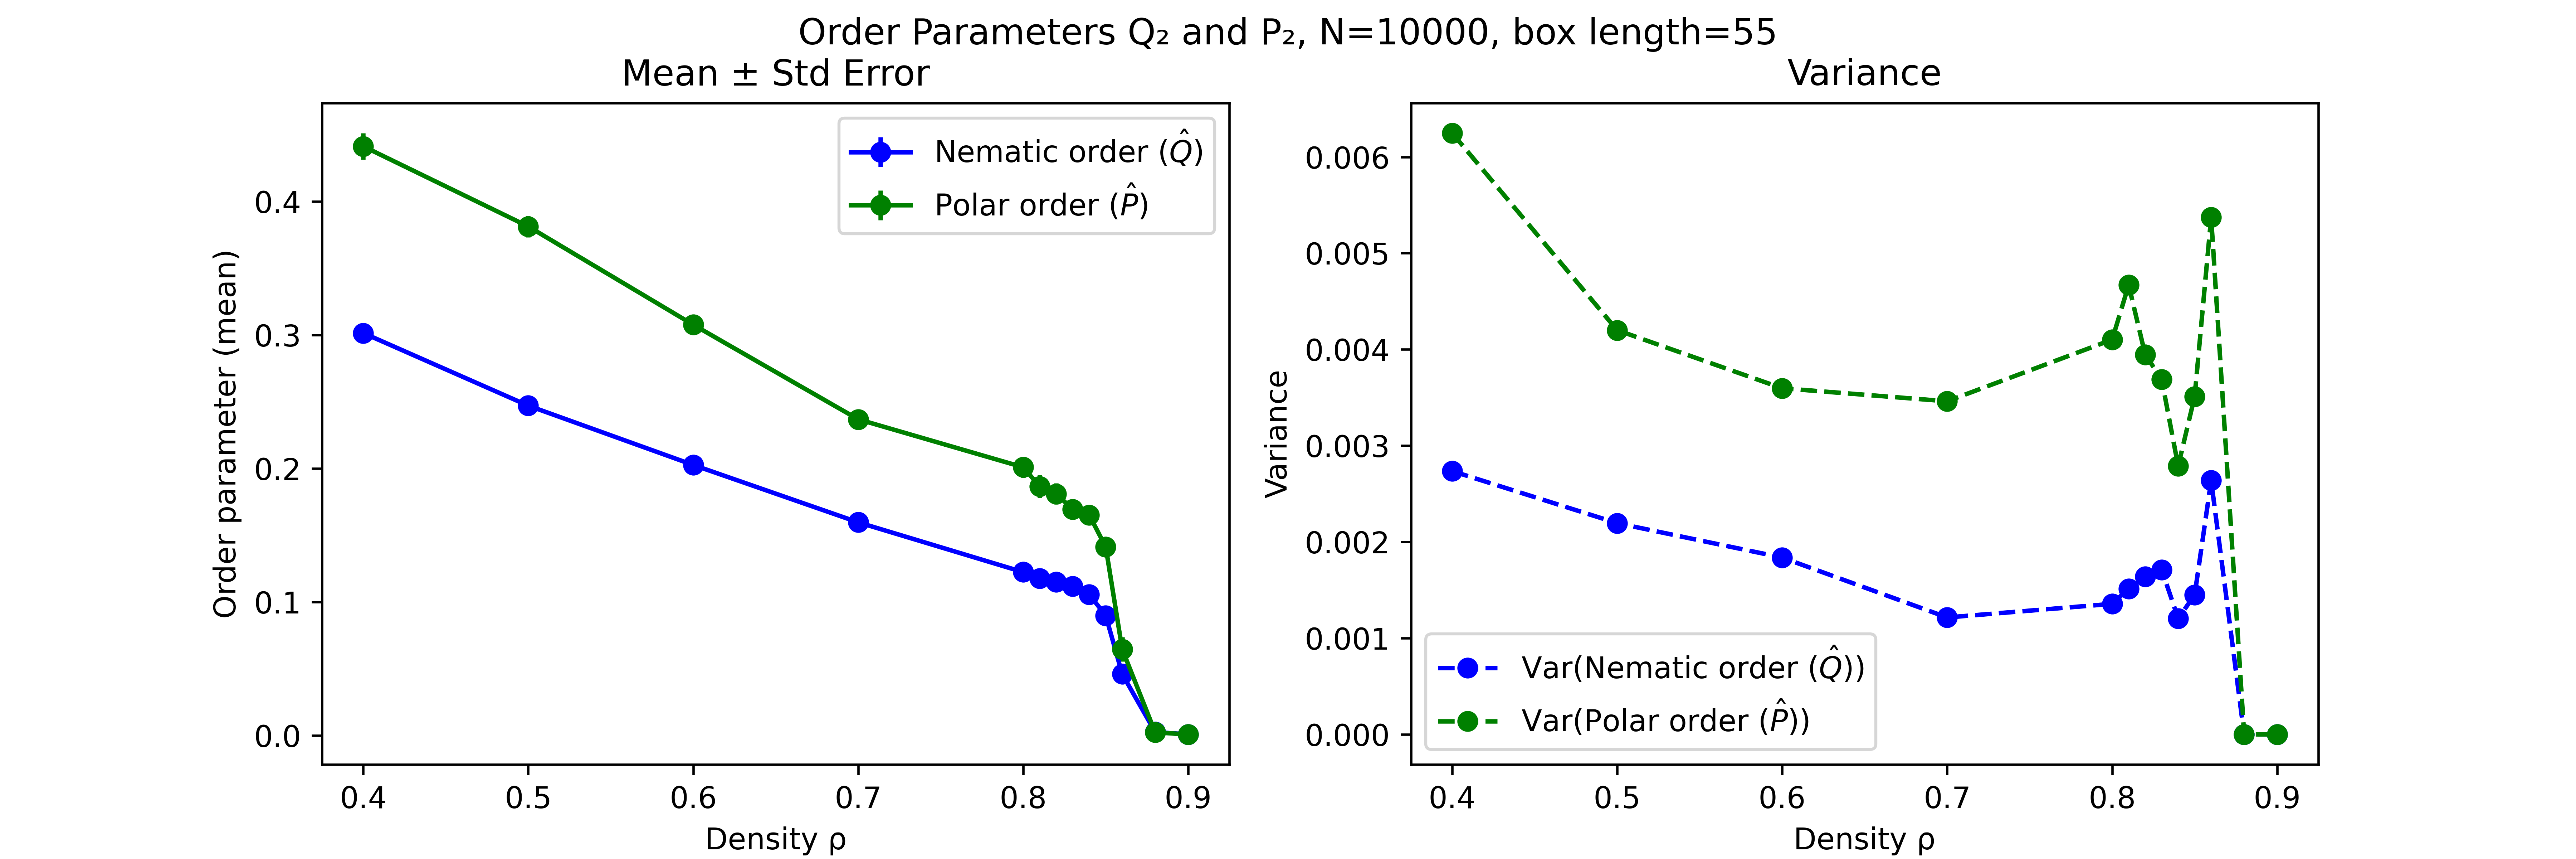 Order Parameters Q₂ and P₂, N=10000, box length=55
Mean ± Std Error
Order parameter (mean)
0.4
0.3
0.2
0.1
0.0
Nematic order (Q̂)
Polar order (P̂)
0.4 0.5 0.6 0.7 0.8 0.9
Density ρ
Variance
Variance
0.006
0.005
0.004
0.003
0.002
0.001
0.000
Var(Nematic order (Q̂))
Var(Polar order (P̂))
0.4 0.5 0.6 0.7 0.8 0.9
Density ρ